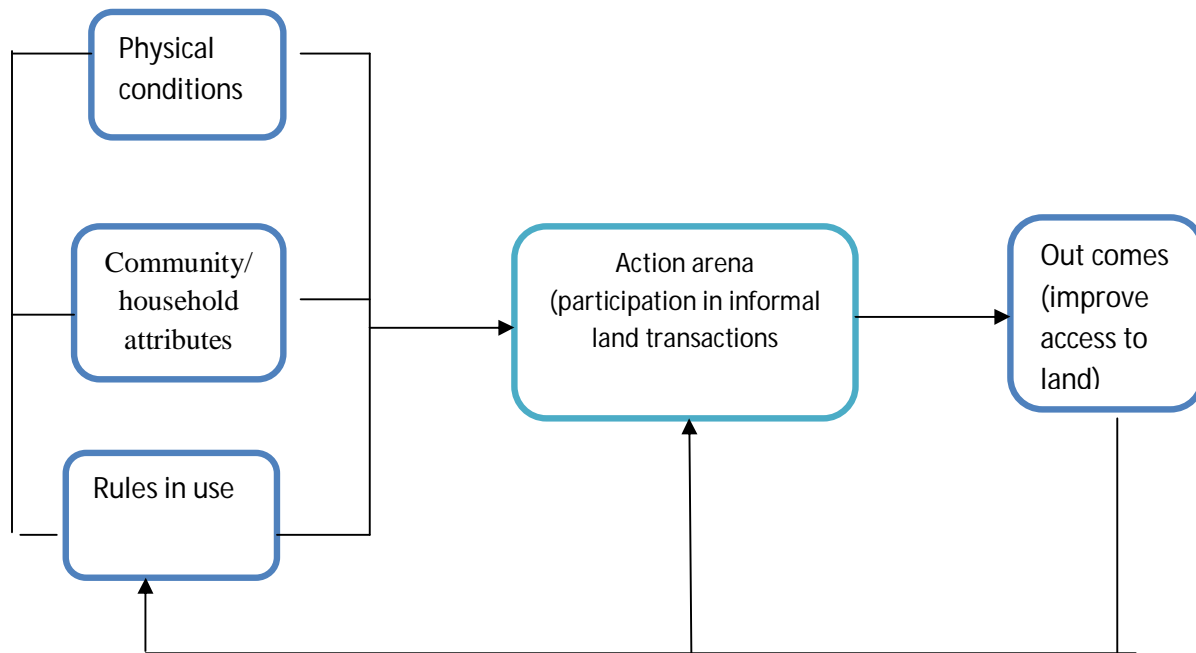 Physical
conditions
Community/
household
attributes
Rules in use
Action arena
(participation in informal
land transactions
Out comes
(improve
access to
land)